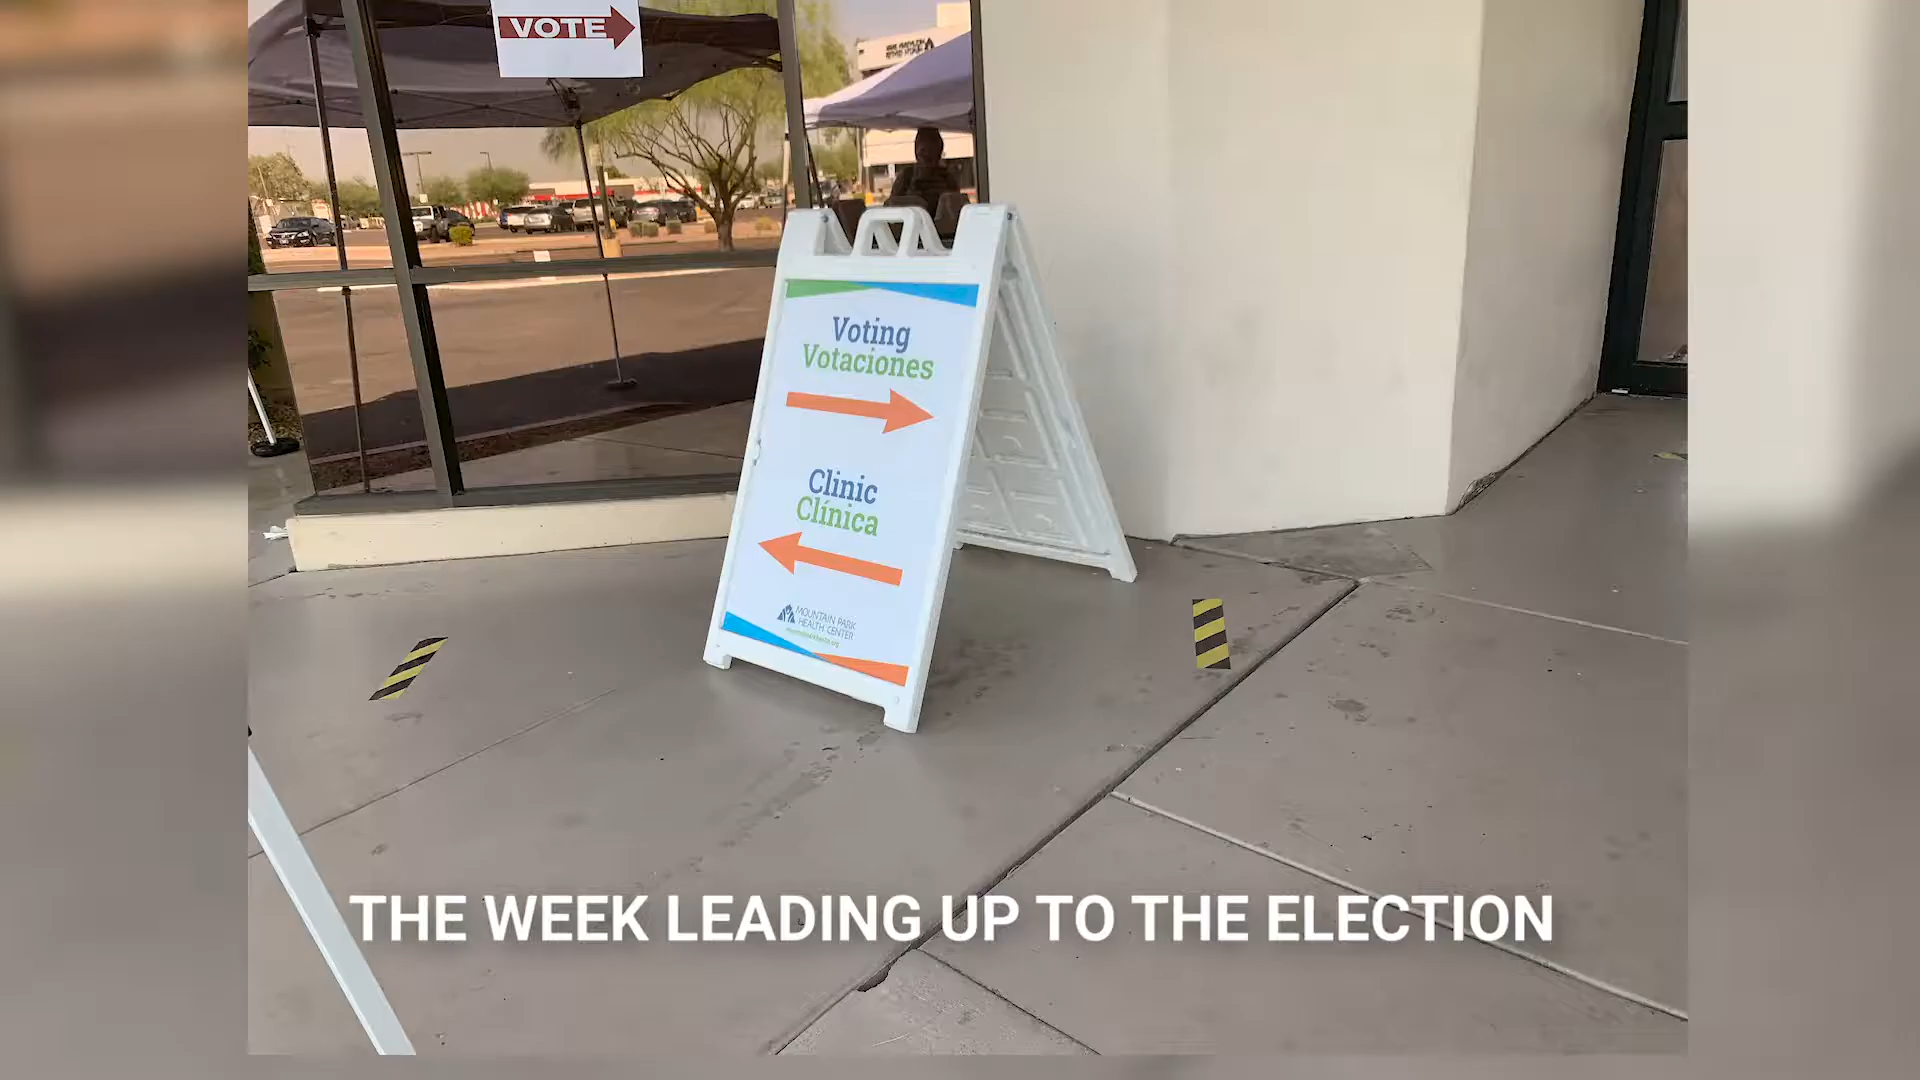 VOTE
Voting
Votaciones
Clinic
Clínica
MOUNTAIN PARK
HEALTH CENTER
THE WEEK LEADING UP TO THE ELECTION